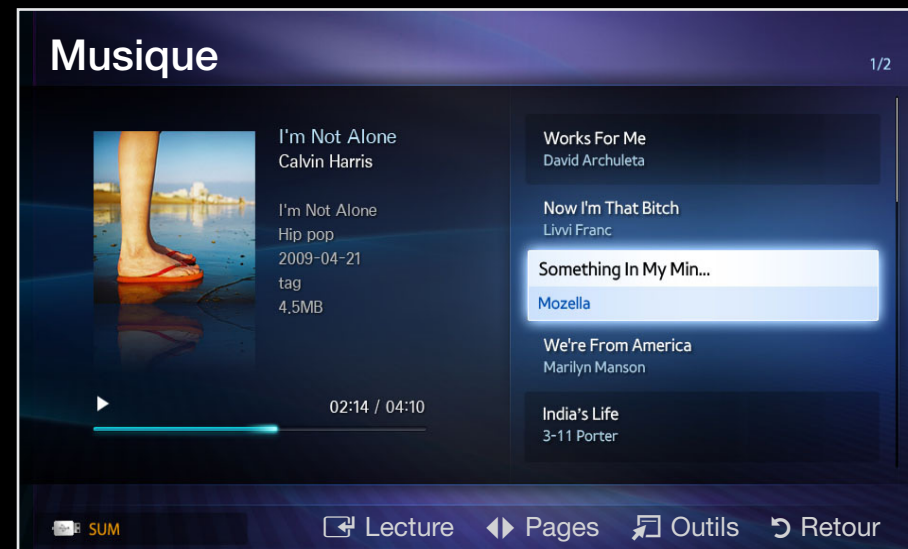 Musique
1/2
I'm Not Alone
Calvin Harris
I'm Not Alone
Hip pop
2009-04-21
tag
4.5MB
02:14 / 04:10
Works For Me
David Archuleta
Now I'm That Bitch
Livvi Franc
Something In My Min...
Mozella
We're From America
Marilyn Manson
India's Life
3-11 Porter
SUM
Lecture Pages Outils Retour